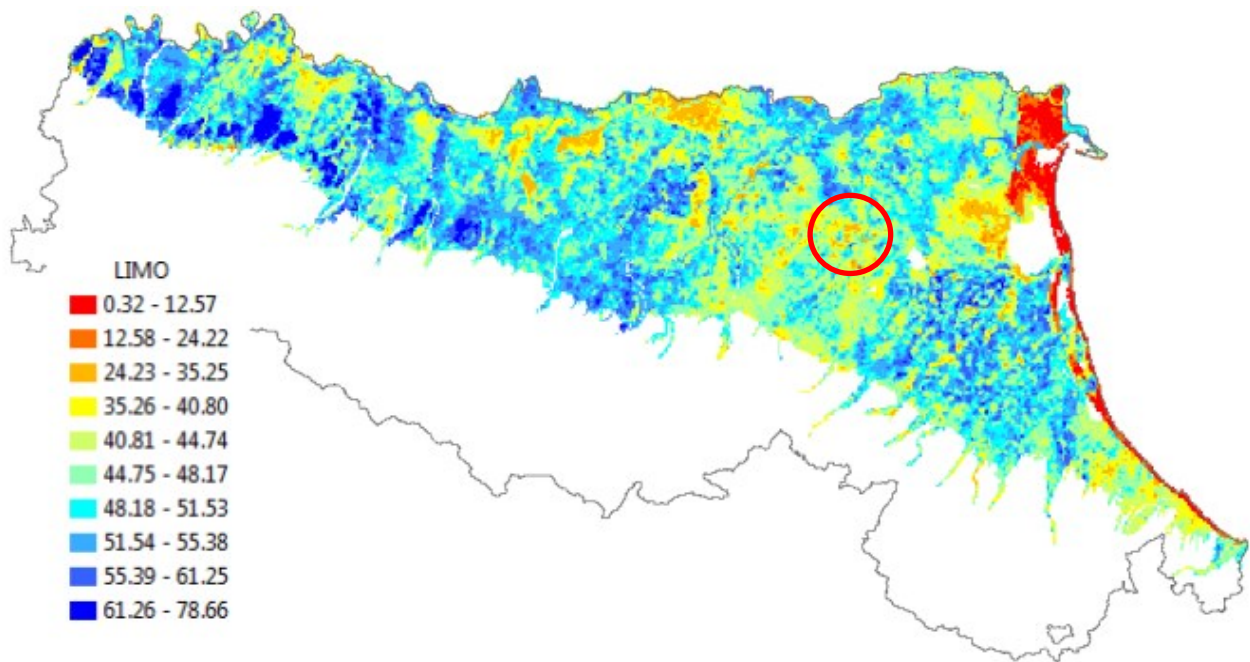 LIMO
0.32 - 12.57
12.58 - 24.22
24.23 - 35.25
35.26 - 40.80
40.81 - 44.74
44.75 - 48.17
48.18 - 51.53
51.54 - 55.38
55.39 - 61.25
61.26 - 78.66